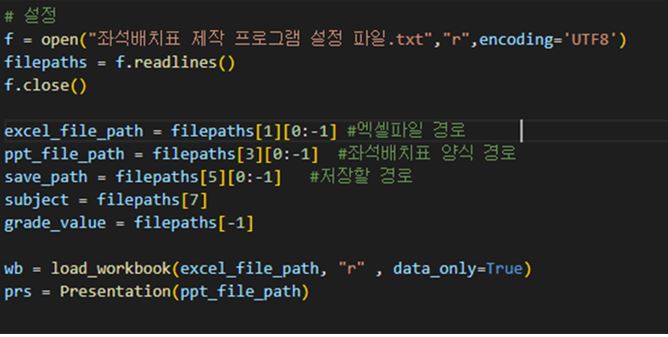 # 설정
f = open("좌석배치표 제작 프로그램 설정 파일.txt","r",encoding='UTF8')
filepaths = f.readlines()
f.close()
excel_file_path = filepaths[1][0:-1] #엑셀파일 경로
ppt_file_path = filepaths[3][0:-1] #좌석배치표 양식 경로
save_path = filepaths[5][0:-1] #저장할 경로
subject = filepaths[7]
grade_value = filepaths[-1]
wb = load_workbook(excel_file_path, "r" , data_only=True)
prs = Presentation(ppt_file_path)